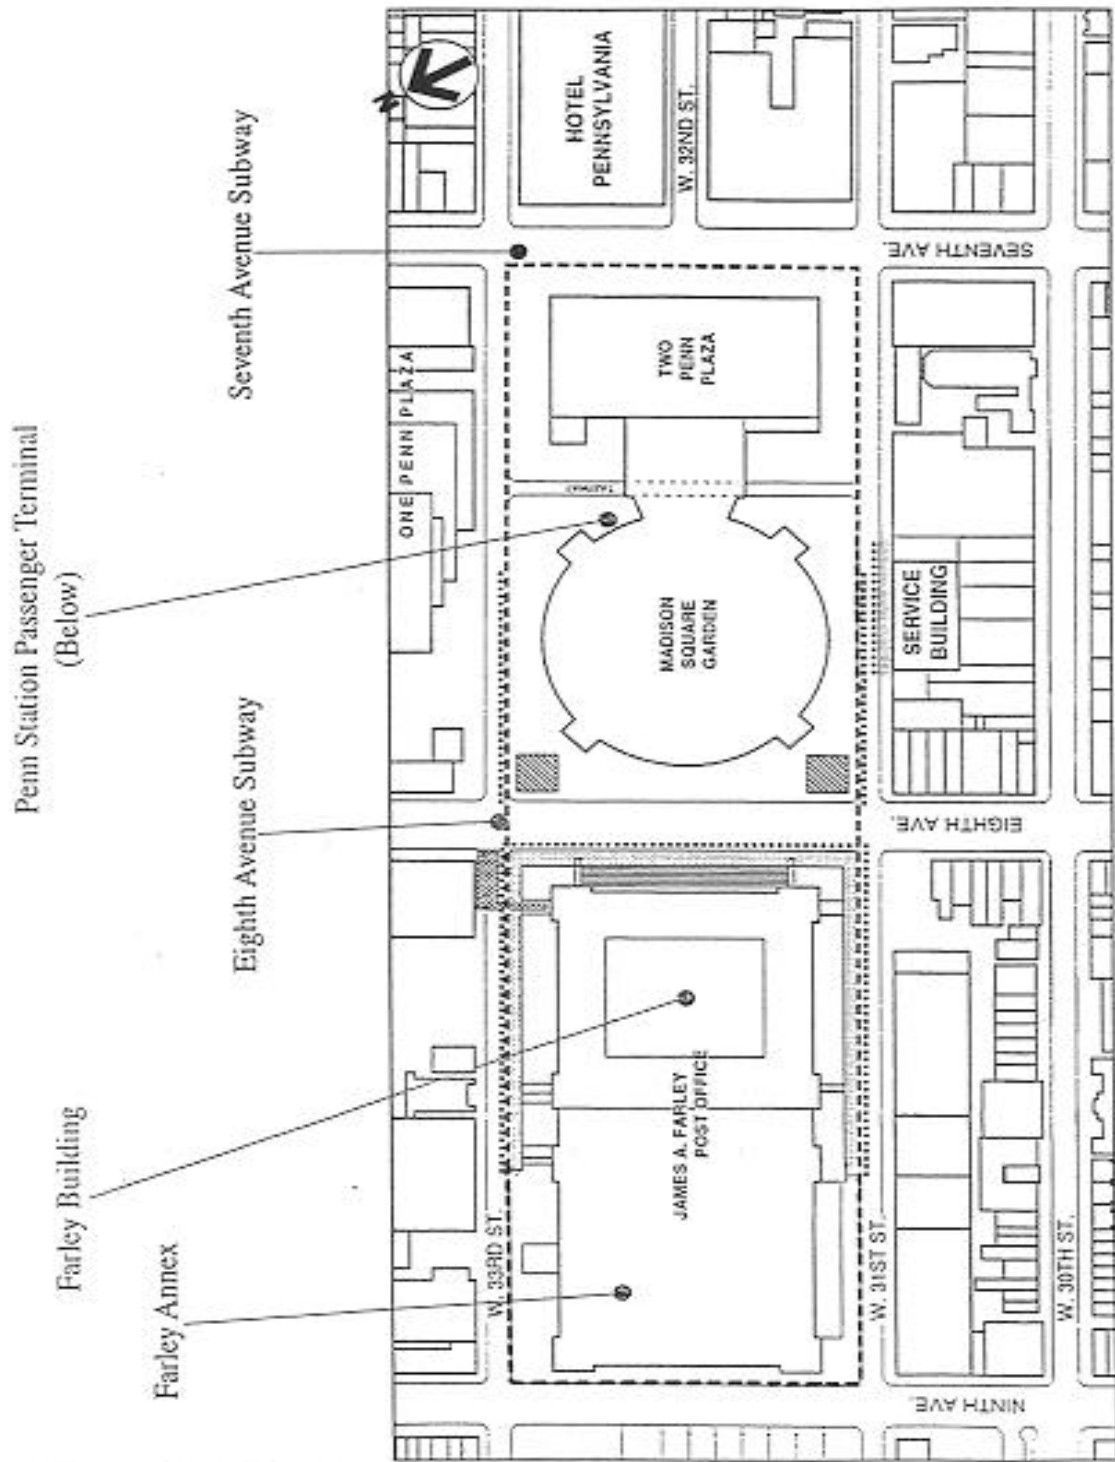 Penn Station Passenger Terminal
(Below)
Seventh Avenue Subway
Eighth Avenue Subway
Farley Building
Farley Annex
N
HOTEL
PENNSYLVANIA
W. 32ND ST.
SEVENTH AVE.
ONE PENN PLAZA
TWO
PENN
PLAZA
TAXIWAY
MADISON
SQUARE
GARDEN
SERVICE
BUILDING
EIGHTH AVE.
JAMES A. FARLEY
POST OFFICE
W. 33RD ST.
W. 31ST ST.
W. 30TH ST.
NINTH AVE.